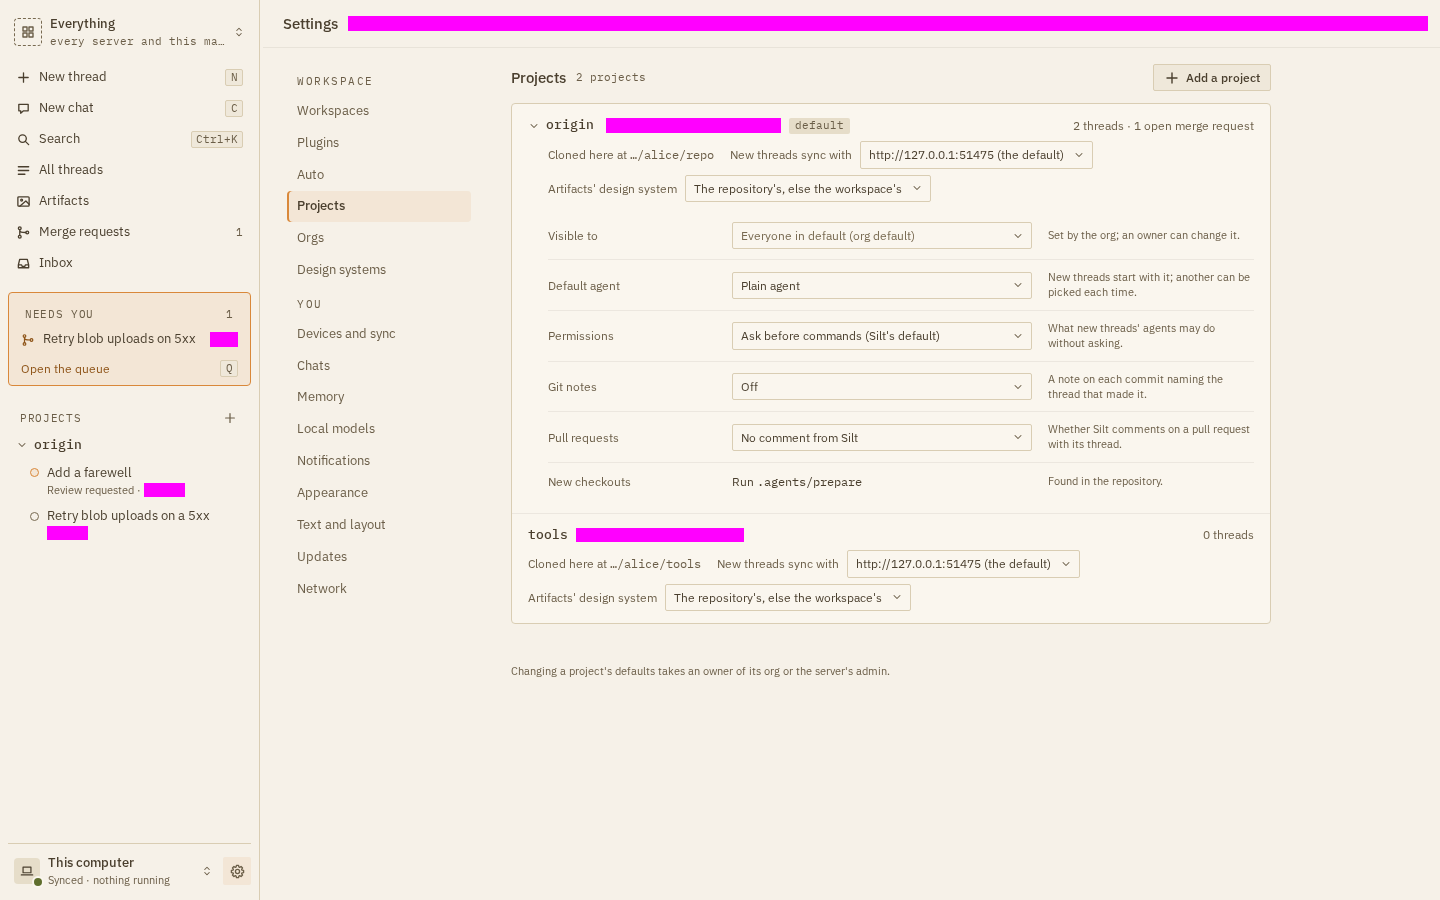 Everything
every server and this ma…
New thread N
New chat C
Search Ctrl+K
All threads
Artifacts
Merge requests 1
Inbox
NEEDS YOU 1
Retry blob uploads on 5xx
Open the queue Q
PROJECTS
origin
Add a farewell
Review requested ·
Retry blob uploads on a 5xx
This computer
Synced · nothing running
Settings
WORKSPACE
Workspaces
Plugins
Auto
Projects
Orgs
Design systems
YOU
Devices and sync
Chats
Memory
Local models
Notifications
Appearance
Text and layout
Updates
Network
Projects 2 projects Add a project
origin default 2 threads · 1 open merge request
Cloned here at …/alice/repo New threads sync with http://127.0.0.1:51475 (the default)
Artifacts' design system The repository's, else the workspace's
Visible to Everyone in default (org default) Set by the org; an owner can change it.
Default agent Plain agent New threads start with it; another can be
picked each time.
Permissions Ask before commands (Silt's default) What new threads' agents may do
without asking.
Git notes Off A note on each commit naming the
thread that made it.
Pull requests No comment from Silt Whether Silt comments on a pull request
with its thread.
New checkouts Run .agents/prepare Found in the repository.
tools 0 threads
Cloned here at …/alice/tools New threads sync with http://127.0.0.1:51475 (the default)
Artifacts' design system The repository's, else the workspace's
Changing a project's defaults takes an owner of its org or the server's admin.